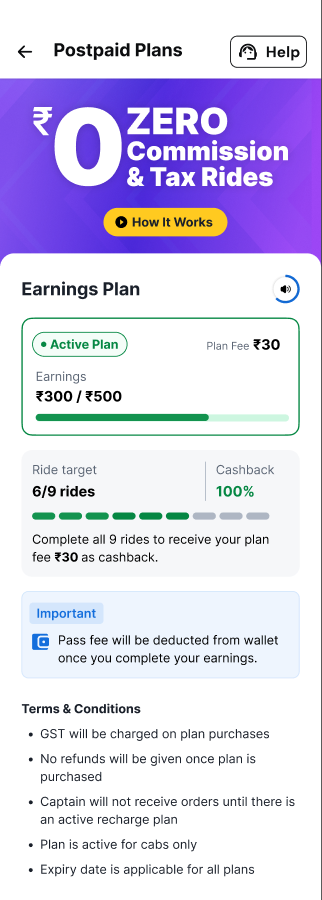 Postpaid Plans
Help
₹0 ZERO
Commission
& Tax Rides
How It Works
Earnings Plan
• Active Plan
Plan Fee ₹30
Earnings
₹300 / ₹500
Ride target
Cashback
6/9 rides
100%
Complete all 9 rides to receive your plan
fee ₹30 as cashback.
Important
Pass fee will be deducted from wallet
once you complete your earnings.
Terms & Conditions
• GST will be charged on plan purchases
• No refunds will be given once plan is
purchased
• Captain will not receive orders until there is
an active recharge plan
• Plan is active for cabs only
• Expiry date is applicable for all plans